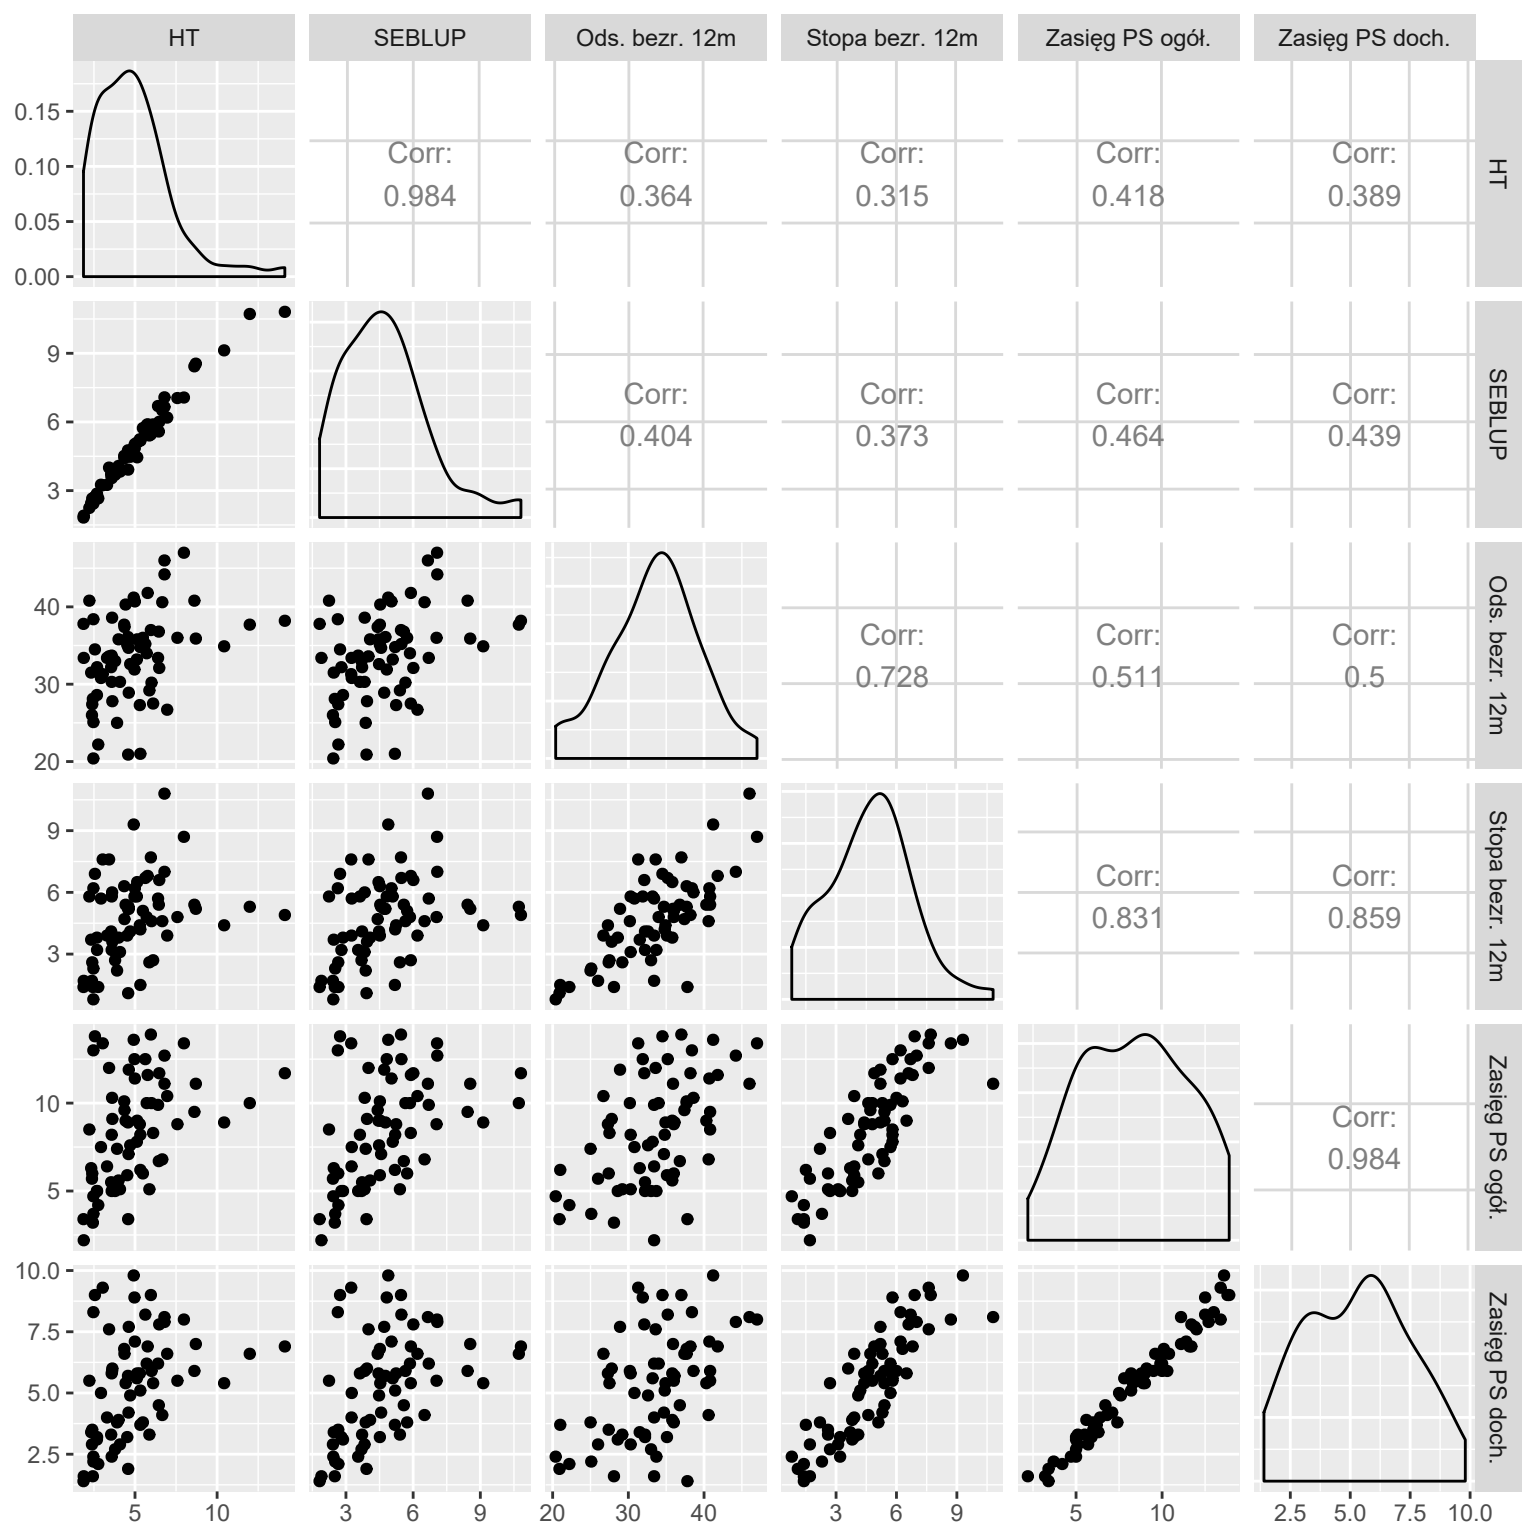 HT SEBLUP Ods. bezr. 12m Stopa bezr. 12m Zasięg PS ogół. Zasięg PS doch.
0.15
0.10
0.05
0.00
Corr: Corr: Corr: Corr: Corr:
0.984 0.364 0.315 0.418 0.389
HT
9
6
3
Corr: Corr: Corr: Corr:
0.404 0.373 0.464 0.439
SEBLUP
40
30
20
Corr: Corr: Corr:
0.728 0.511 0.5
Ods. bezr. 12m
9
6
3
Corr: Corr:
0.831 0.859
Stopa bezr. 12m
10
5
Corr:
0.984
Zasięg PS ogół.
10.0
7.5
5.0
2.5
Zasięg PS doch.
5 10 3 6 9 20 30 40 3 6 9 5 10 2.5 5.0 7.5 10.0